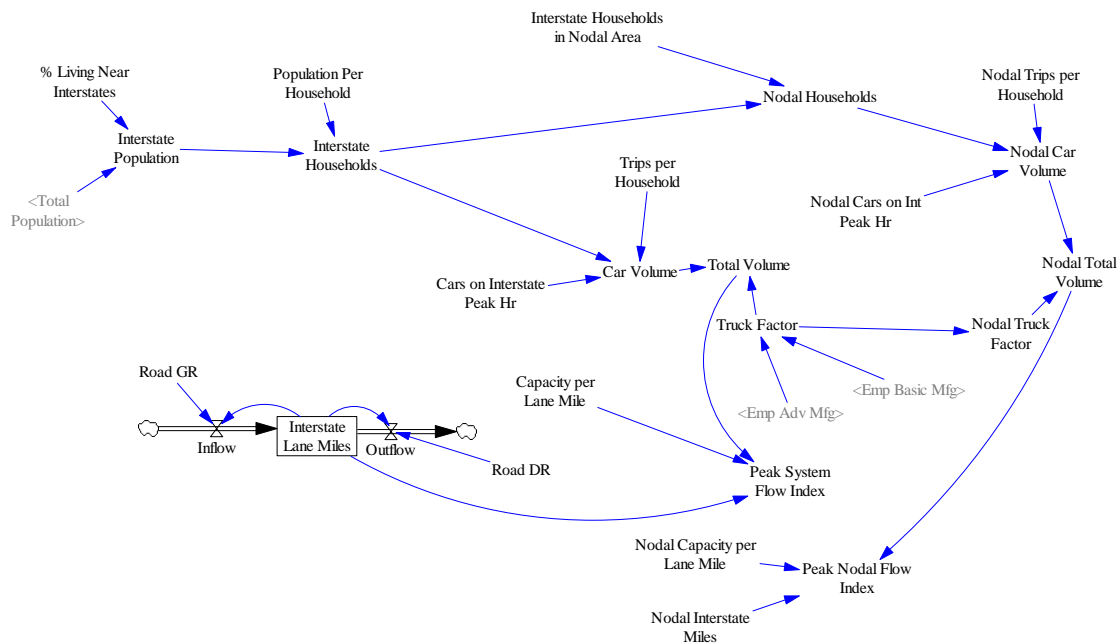 Interstate Households
in Nodal Area
% Living Near
Interstates
Population Per
Household
Nodal Trips per
Household
Nodal Households
Interstate
Population
Interstate
Households
Nodal Car
Volume
Trips per
Household
<Total
Population>
Nodal Cars on Int
Peak Hr
Cars on Interstate
Peak Hr
Car Volume
Total Volume
Nodal Total
Volume
Truck Factor
Nodal Truck
Factor
Road GR
Capacity per
Lane Mile
<Emp Basic Mfg>
<Emp Adv Mfg>
Inflow
Interstate
Lane Miles
Outflow
Road DR
Peak System
Flow Index
Nodal Capacity per
Lane Mile
Peak Nodal Flow
Index
Nodal Interstate
Miles